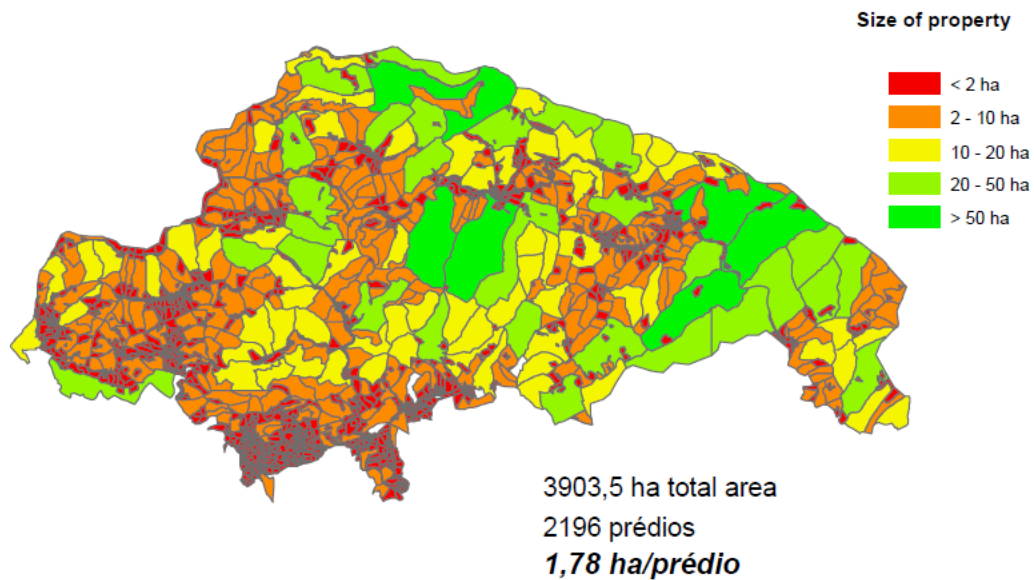 Size of property
< 2 ha
2 - 10 ha
10 - 20 ha
20 - 50 ha
> 50 ha
3903,5 ha total area
2196 prédios
1,78 ha/prédio